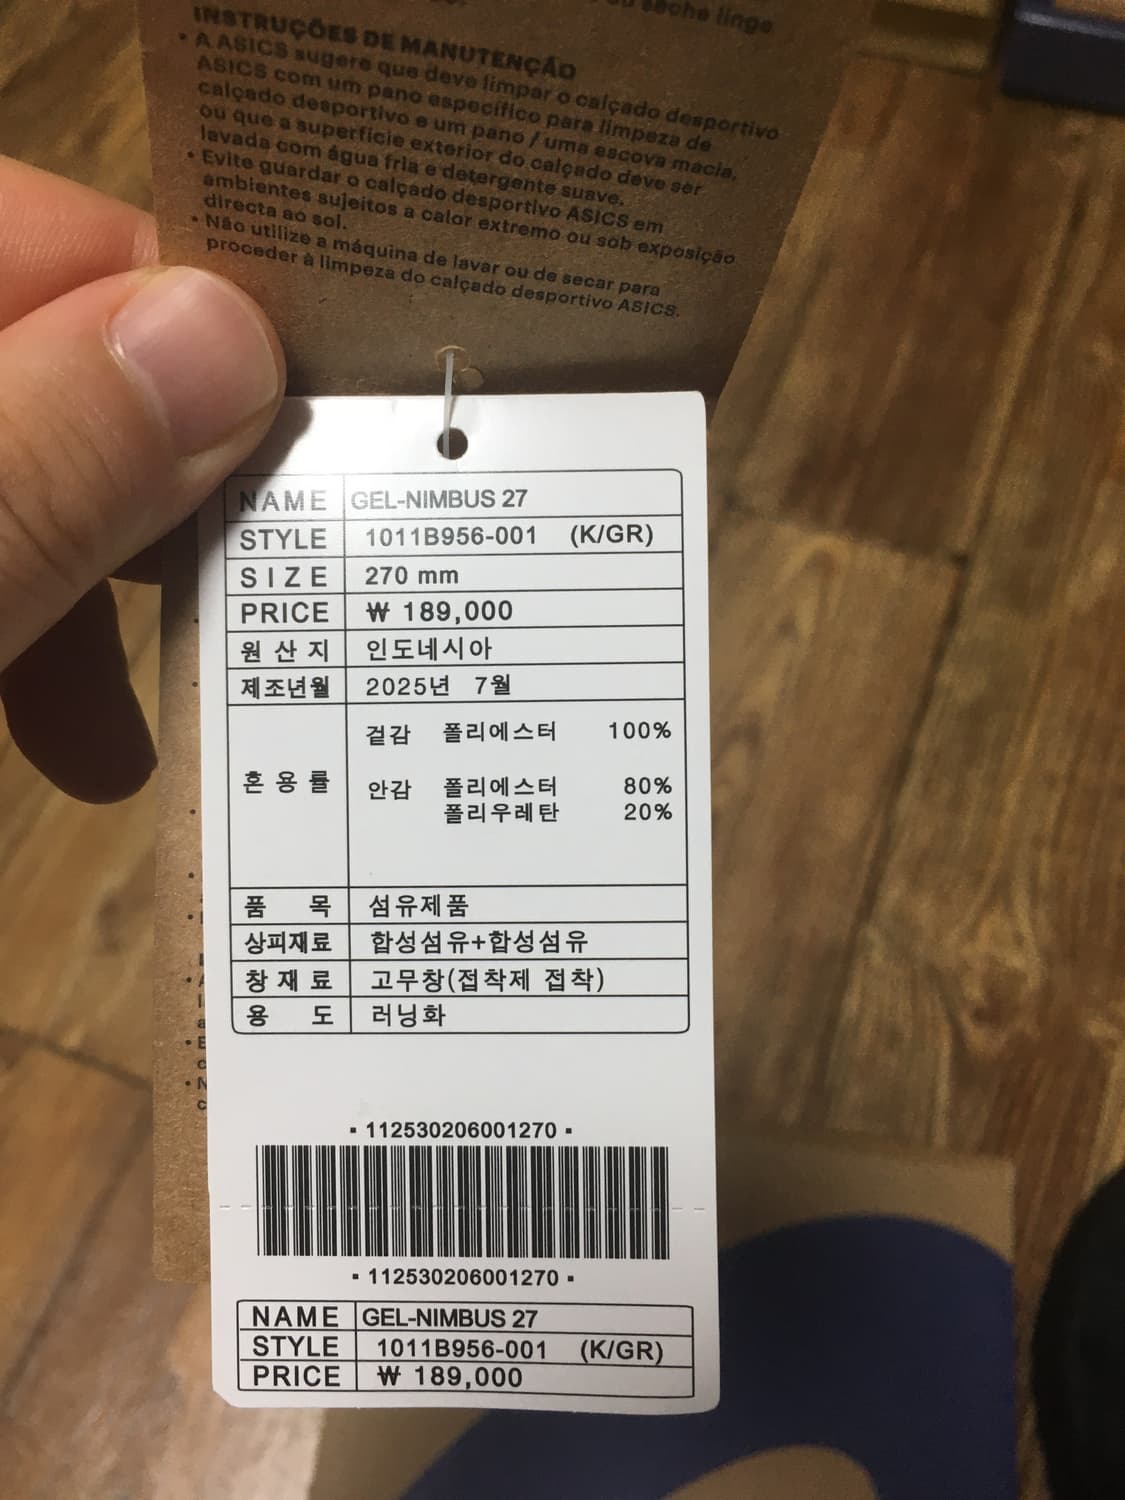 sèche linge
INSTRUÇÕES DE MANUTENÇÃO
• A ASICS sugere que deve limpar o calçado desportivo
ASICS com um pano específico para limpeza de
calçado desportivo e um pano / uma escova macia,
ou que a superfície exterior do calçado deve ser
lavada com água fria e detergente suave.
• Evite guardar o calçado desportivo ASICS em
ambientes sujeitos a calor extremo ou sob exposição
directa ao sol.
• Não utilize a máquina de lavar ou de secar para
proceder à limpeza do calçado desportivo ASICS.
NAME GEL-NIMBUS 27
STYLE 1011B956-001 (K/GR)
SIZE 270 mm
PRICE ₩ 189,000
원산지 인도네시아
제조년월 2025년 7월
혼용률 겉감 폴리에스터 100%
안감 폴리에스터 80%
폴리우레탄 20%
품목 섬유제품
상피재료 합성섬유+합성섬유
창재료 고무창(접착제 접착)
용도 러닝화
▪ 112530206001270 ▪
▪ 112530206001270 ▪
NAME GEL-NIMBUS 27
STYLE 1011B956-001 (K/GR)
PRICE ₩ 189,000